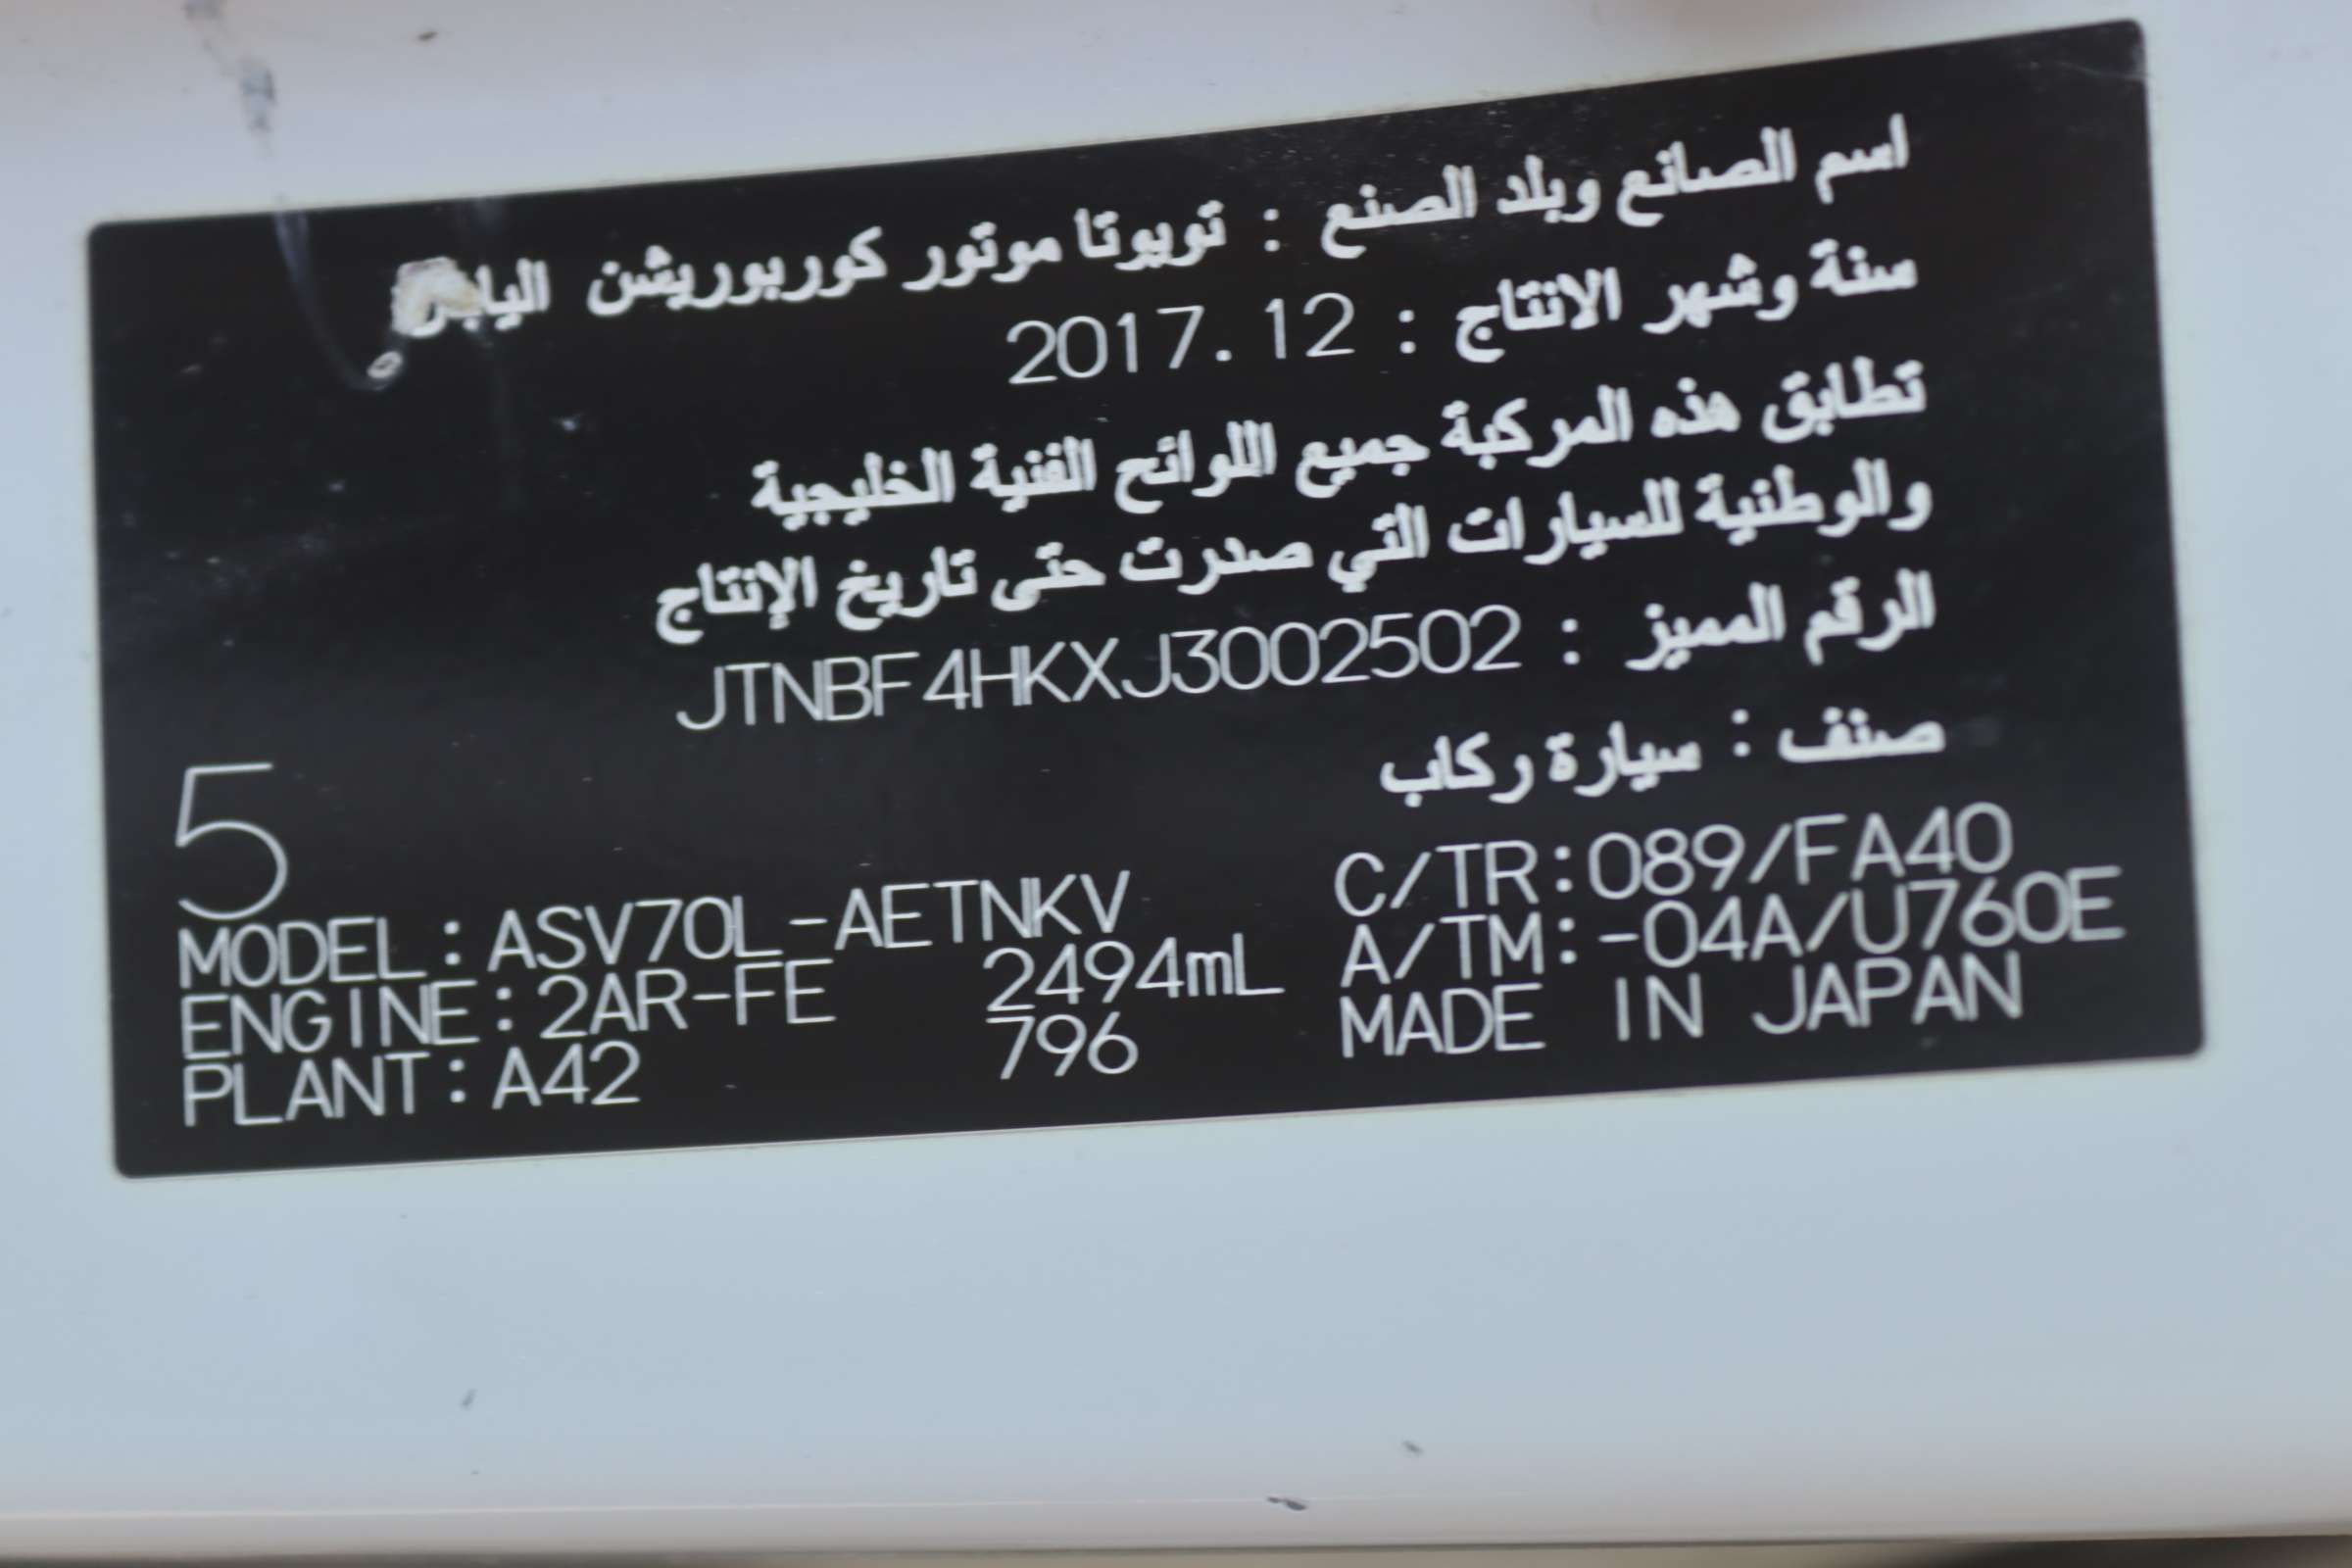 اسم الصانع وبلد الصنع : تويوتا موتور كوربوريشن
سنة وشهر الانتاج : 2017.12
تطابق هذه المركبة جميع اللوائح الفنية الخليجية
والوطنية للسيارات التي صدرت حتى تاريخ الإنتاج
الرقم المميز : JTNBF4HKXJ3002502
صنف : سيارة ركاب
5
MODEL:ASV70L-AETNKV C/TR:089/FA40
ENGINE:2AR-FE 2494mL A/TM:-04A/U760E
PLANT:A42 796 MADE IN JAPAN